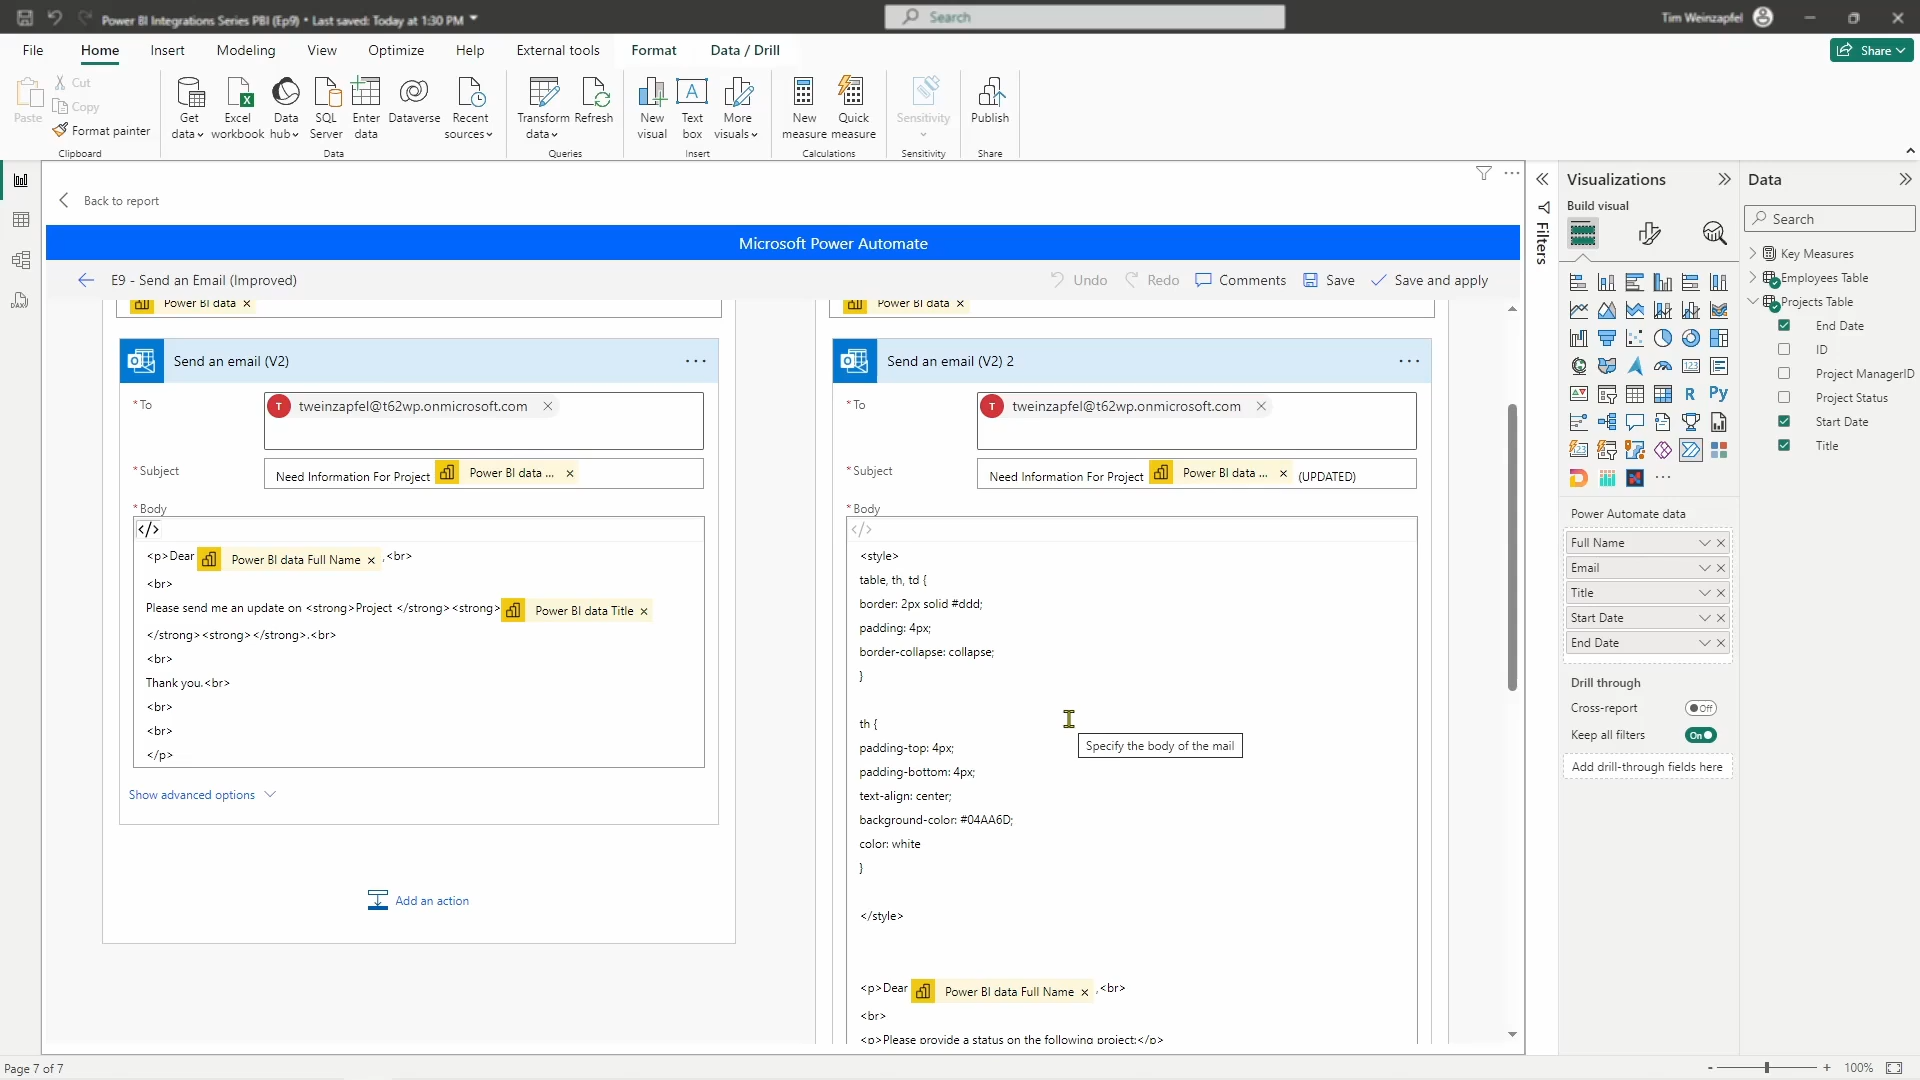 Power BI Integrations Series PBI (Ep9) • Last saved: Today at 1:30 PM
Search
Tim Weinzapfel
File
Home
Insert
Modeling
View
Optimize
Help
External tools
Format
Data / Drill
Share
Paste
Cut
Copy
Format painter
Clipboard
Get data
Excel workbook
Data hub
SQL Server
Enter data
Dataverse
Recent sources
Data
Transform data
Refresh
Queries
New visual
Text box
More visuals
Insert
New measure
Quick measure
Calculations
Sensitivity
Sensitivity
Publish
Share
Back to report
Microsoft Power Automate
E9 - Send an Email (Improved)
Undo
Redo
Comments
Save
Save and apply
Power BI data ×
Send an email (V2)
* To
T tweinzapfel@t62wp.onmicrosoft.com
* Subject
Need Information For Project Power BI data ... ×
* Body
</>
<p>Dear Power BI data Full Name × ,<br>
<br>
Please send me an update on <strong>Project </strong><strong> Power BI data Title ×
</strong><strong></strong>.<br>
<br>
Thank you.<br>
<br>
<br>
</p>
Show advanced options
Add an action
Power BI data ×
Send an email (V2) 2
* To
T tweinzapfel@t62wp.onmicrosoft.com
* Subject
Need Information For Project Power BI data ... × (UPDATED)
* Body
</>
<style>
table, th, td {
border: 2px solid #ddd;
padding: 4px;
border-collapse: collapse;
}
th {
padding-top: 4px;
padding-bottom: 4px;
text-align: center;
background-color: #04AA6D;
color: white
}
</style>
<p>Dear Power BI data Full Name × ,<br>
<br>
<p>Please provide a status on the following project:</p>
Specify the body of the mail
Filters
Visualizations
Build visual
R
Py
123
Power Automate data
Full Name
Email
Title
Start Date
End Date
Drill through
Cross-report
Off
Keep all filters
On
Add drill-through fields here
Data
Search
Key Measures
Employees Table
Projects Table
End Date
ID
Project ManagerID
Project Status
Start Date
Title
DAX
Page 7 of 7
100%